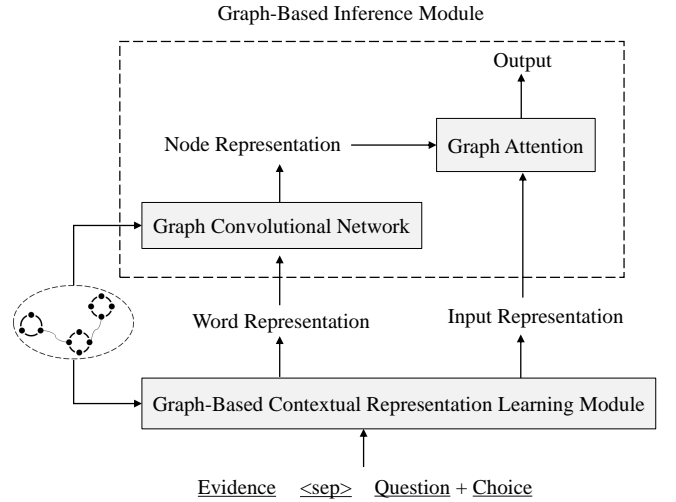 Graph-Based Inference Module
Output
Node Representation
Graph Attention
Graph Convolutional Network
Word Representation
Input Representation
Graph-Based Contextual Representation Learning Module
Evidence <sep> Question + Choice